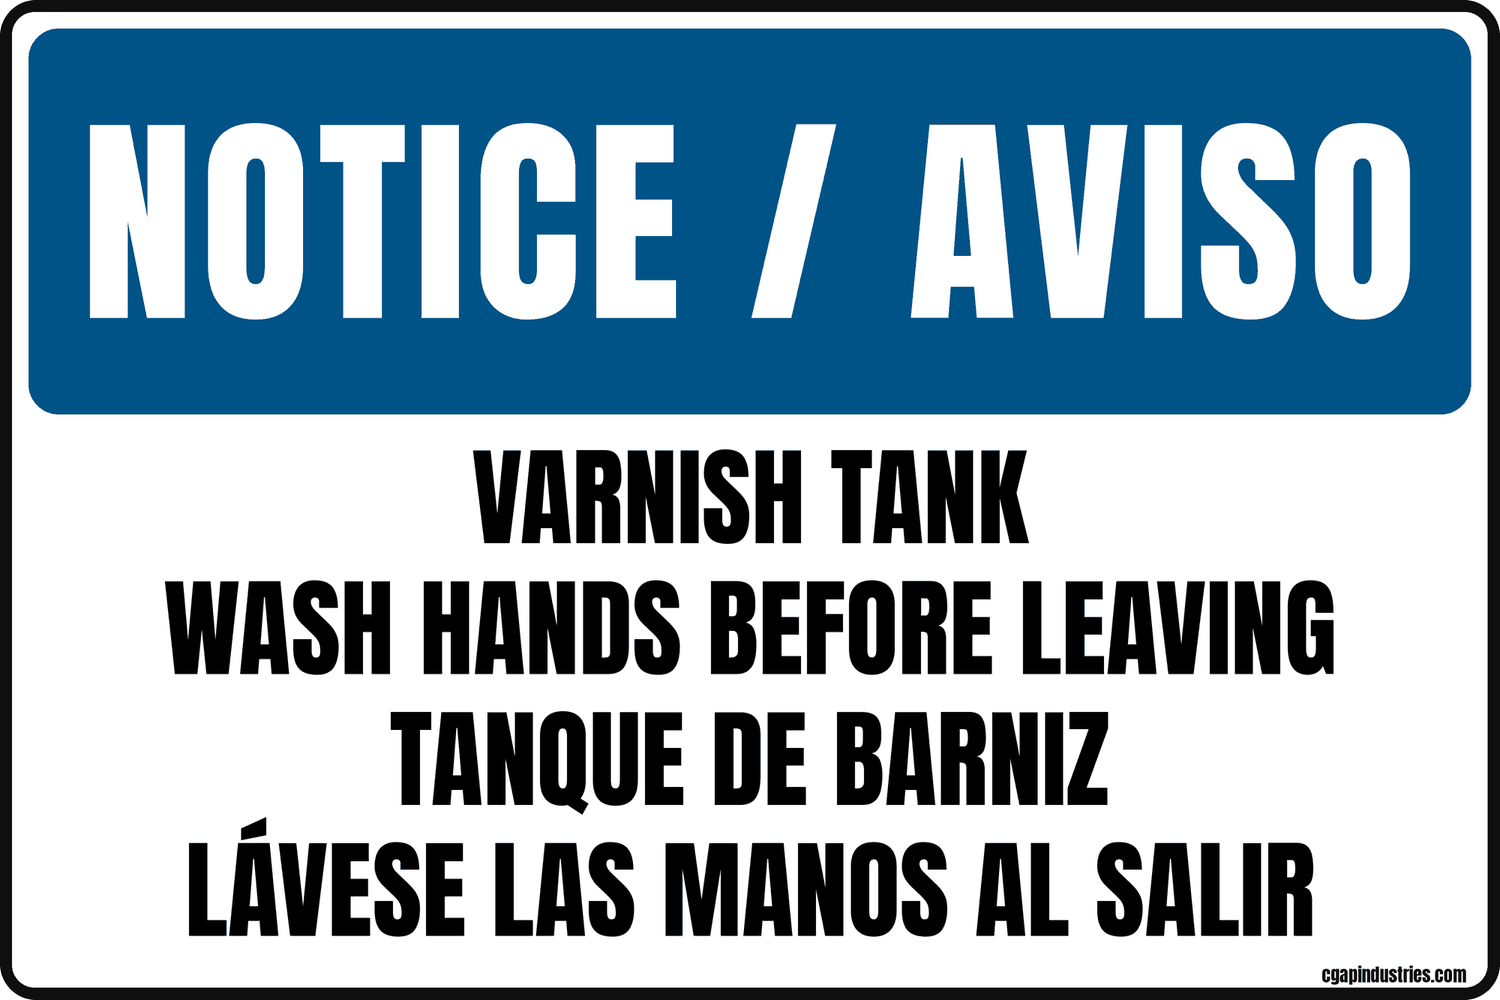 NOTICE / AVISO
VARNISH TANK
WASH HANDS BEFORE LEAVING
TANQUE DE BARNIZ
LÁVESE LAS MANOS AL SALIR
cgapindustries.com